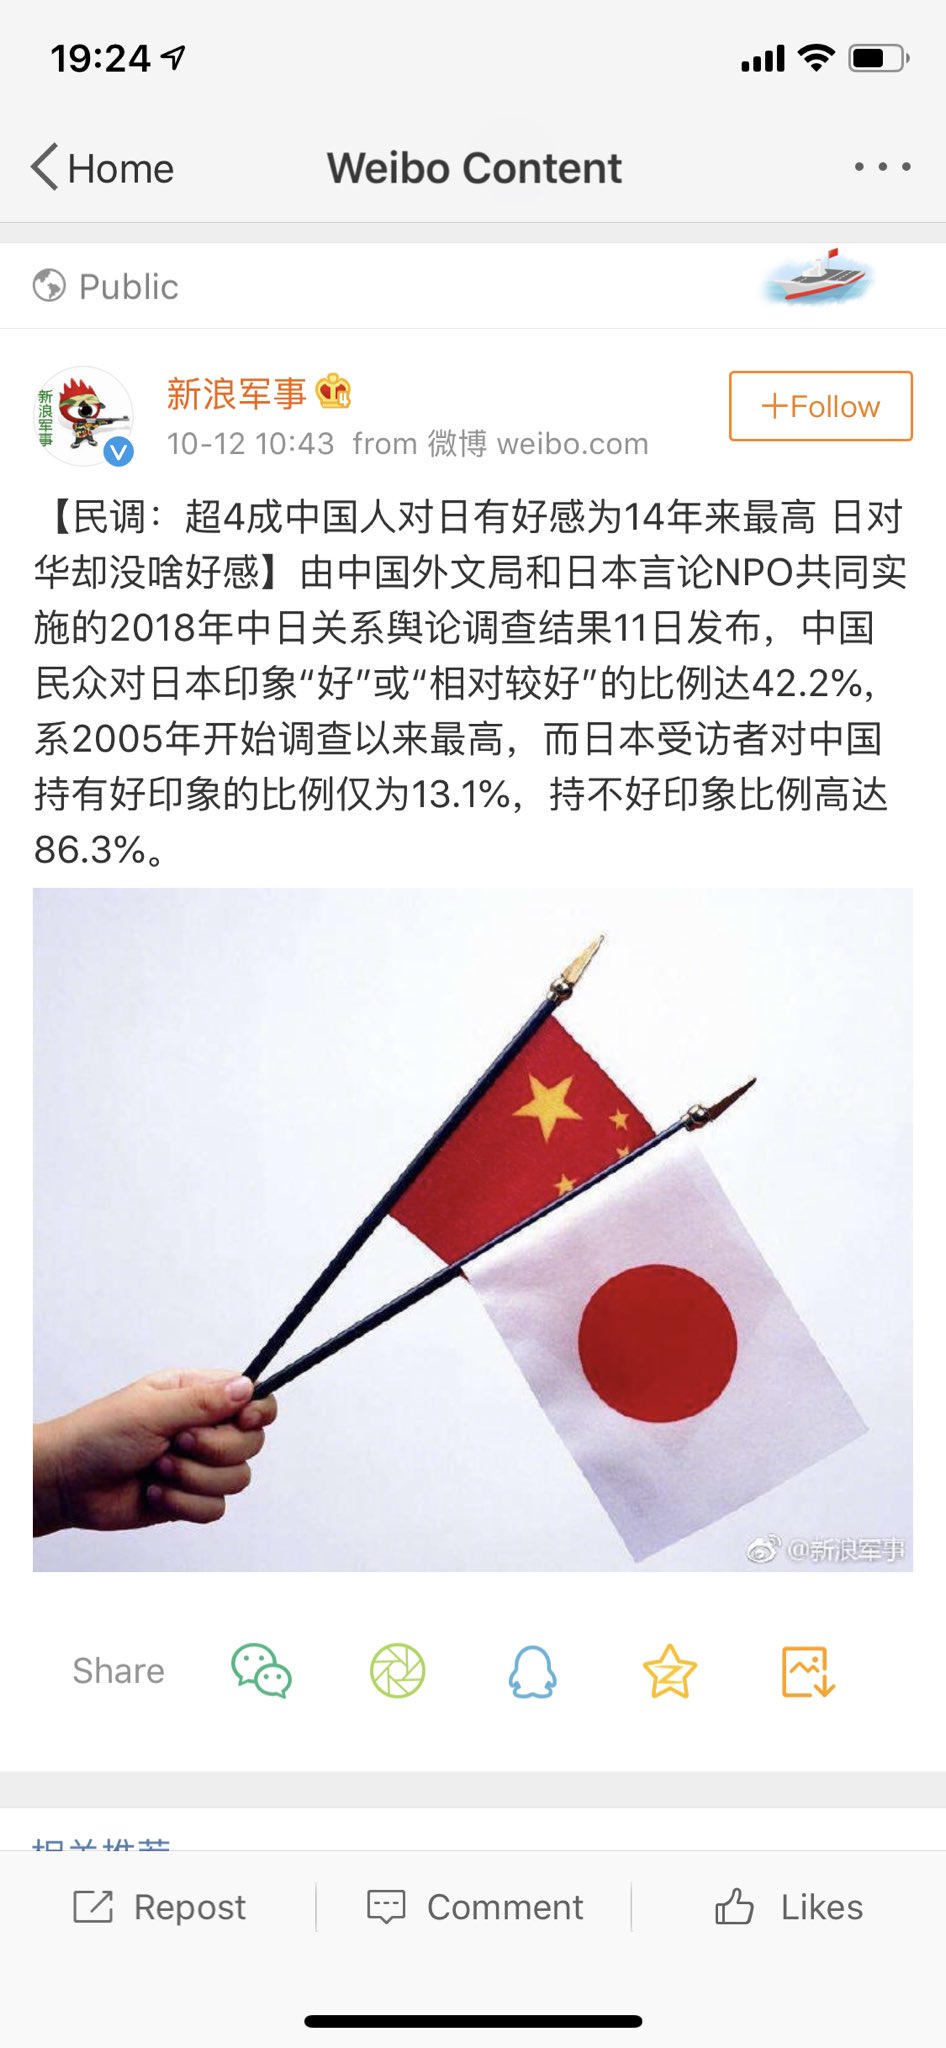 19:24
Home
Weibo Content
Public
新浪军事
新浪军事
4
V
+Follow
10-12 10:43 from 微博 weibo.com
【民调：超4成中国人对日有好感为14年来最高 日对
华却没啥好感】由中国外文局和日本言论NPO共同实
施的2018年中日关系舆论调查结果11日发布，中国
民众对日本印象“好”或“相对较好”的比例达42.2%，
系2005年开始调查以来最高，而日本受访者对中国
持有好印象的比例仅为13.1%，持不好印象比例高达
86.3%。
@新浪军事
Share
相关推荐
Repost
Comment
Likes